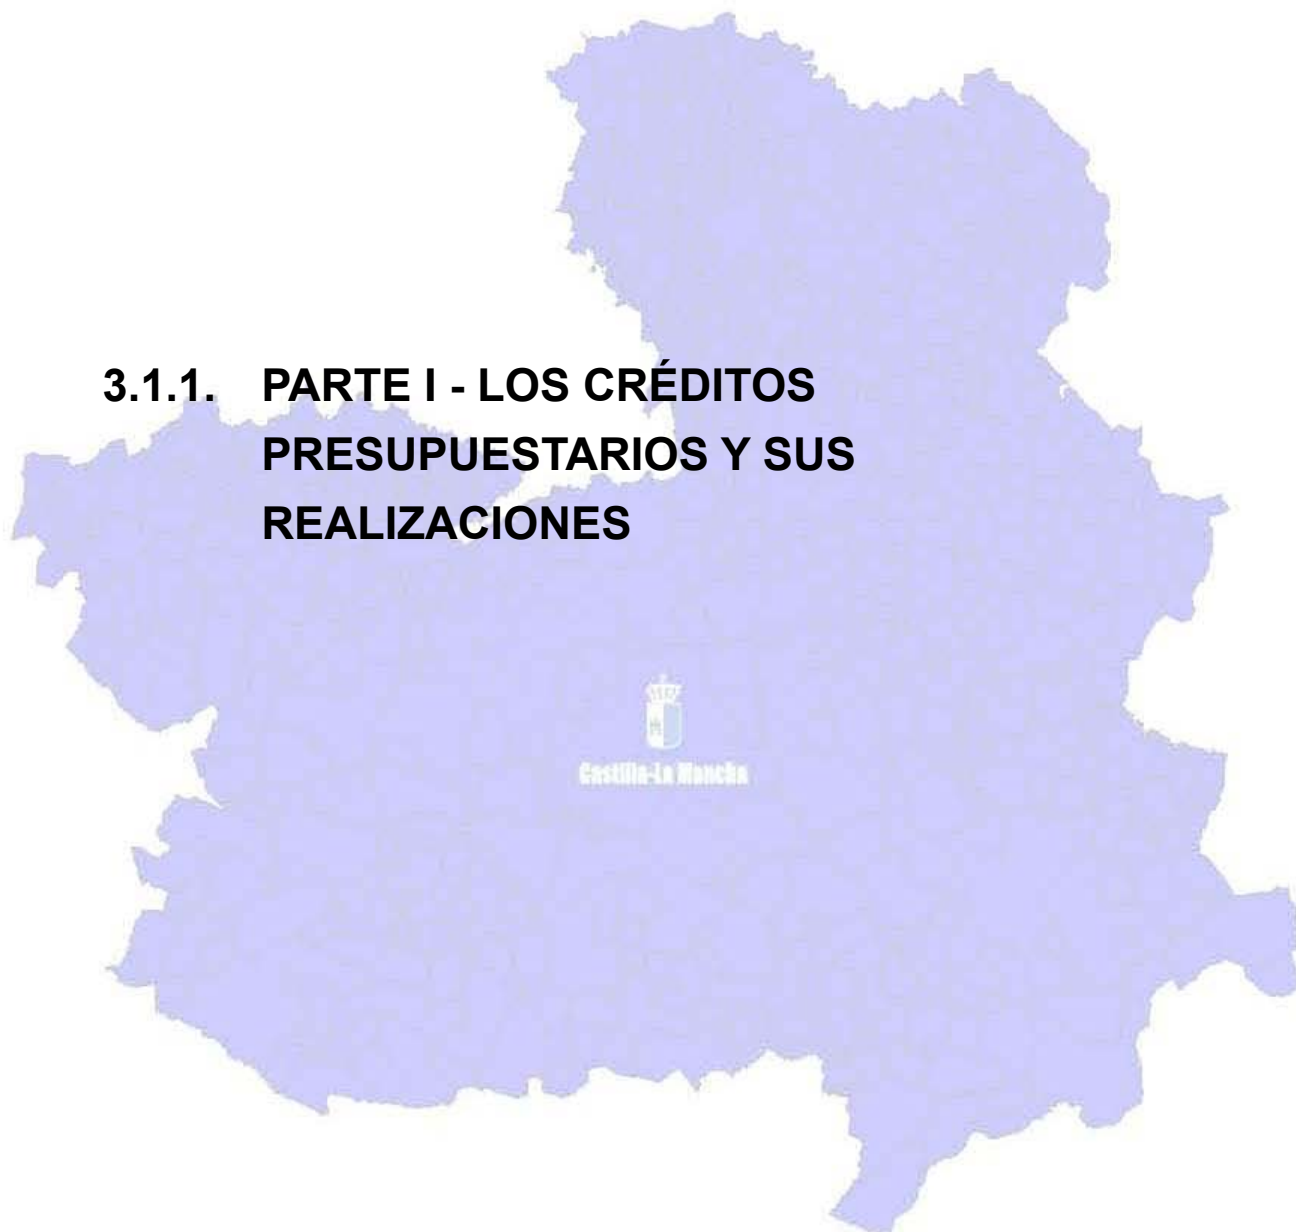 3.1.1. PARTE I - LOS CRÉDITOS
PRESUPUESTARIOS Y SUS
REALIZACIONES
Castilla-La Mancha